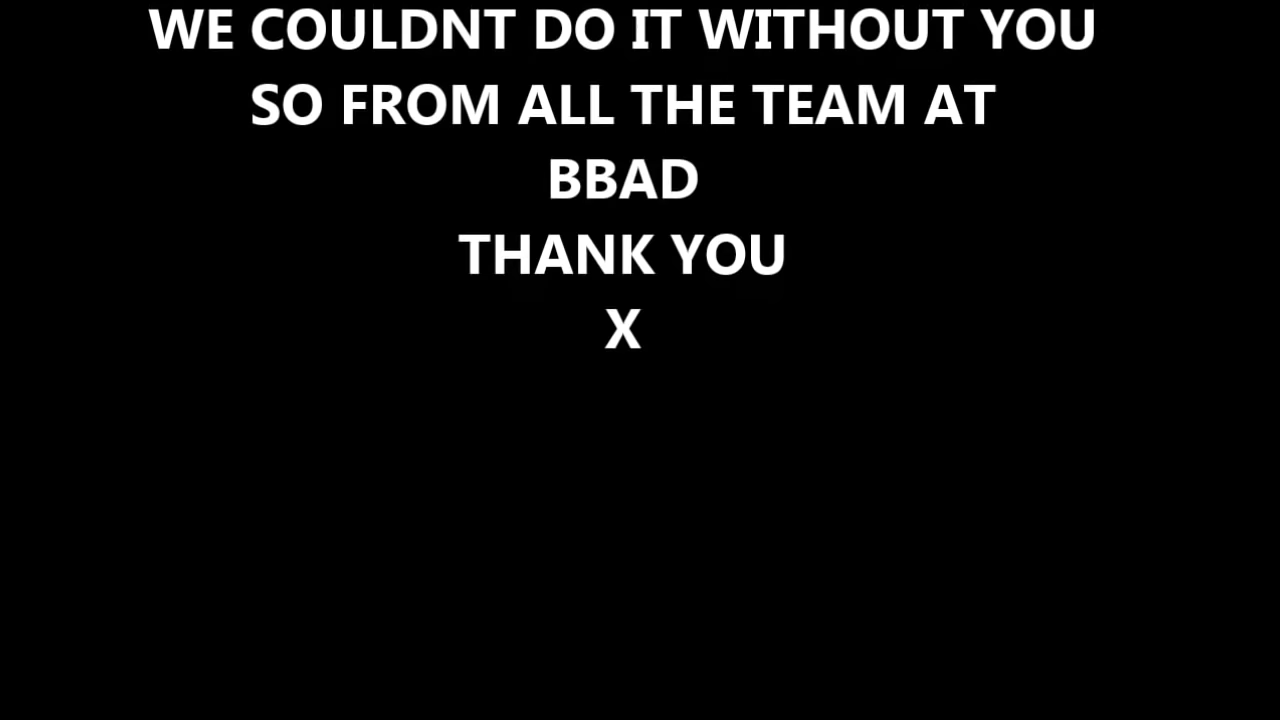 WE COULDNT DO IT WITHOUT YOU
SO FROM ALL THE TEAM AT
BBAD
THANK YOU
X